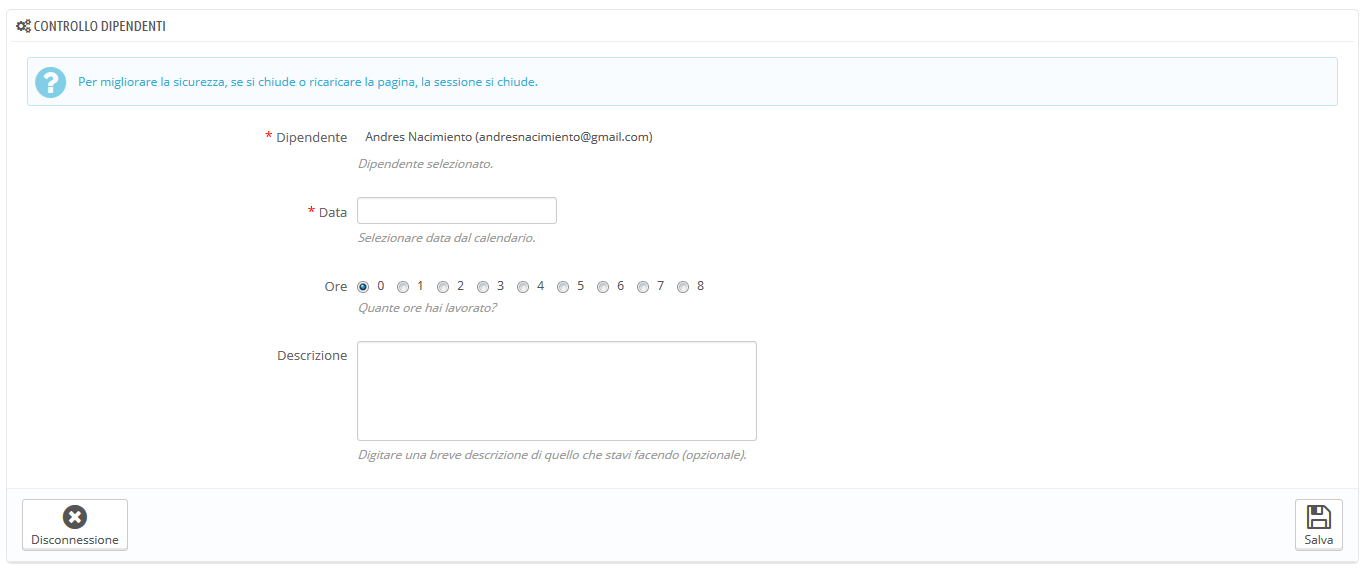 CONTROLLO DIPENDENTI
Per migliorare la sicurezza, se si chiude o ricaricare la pagina, la sessione si chiude.
* Dipendente Andres Nacimiento (andresnacimiento@gmail.com)
Dipendente selezionato.
* Data
Selezionare data dal calendario.
Ore 0 1 2 3 4 5 6 7 8
Quante ore hai lavorato?
Descrizione
Digitare una breve descrizione di quello che stavi facendo (opzionale).
Disconnessione Salva